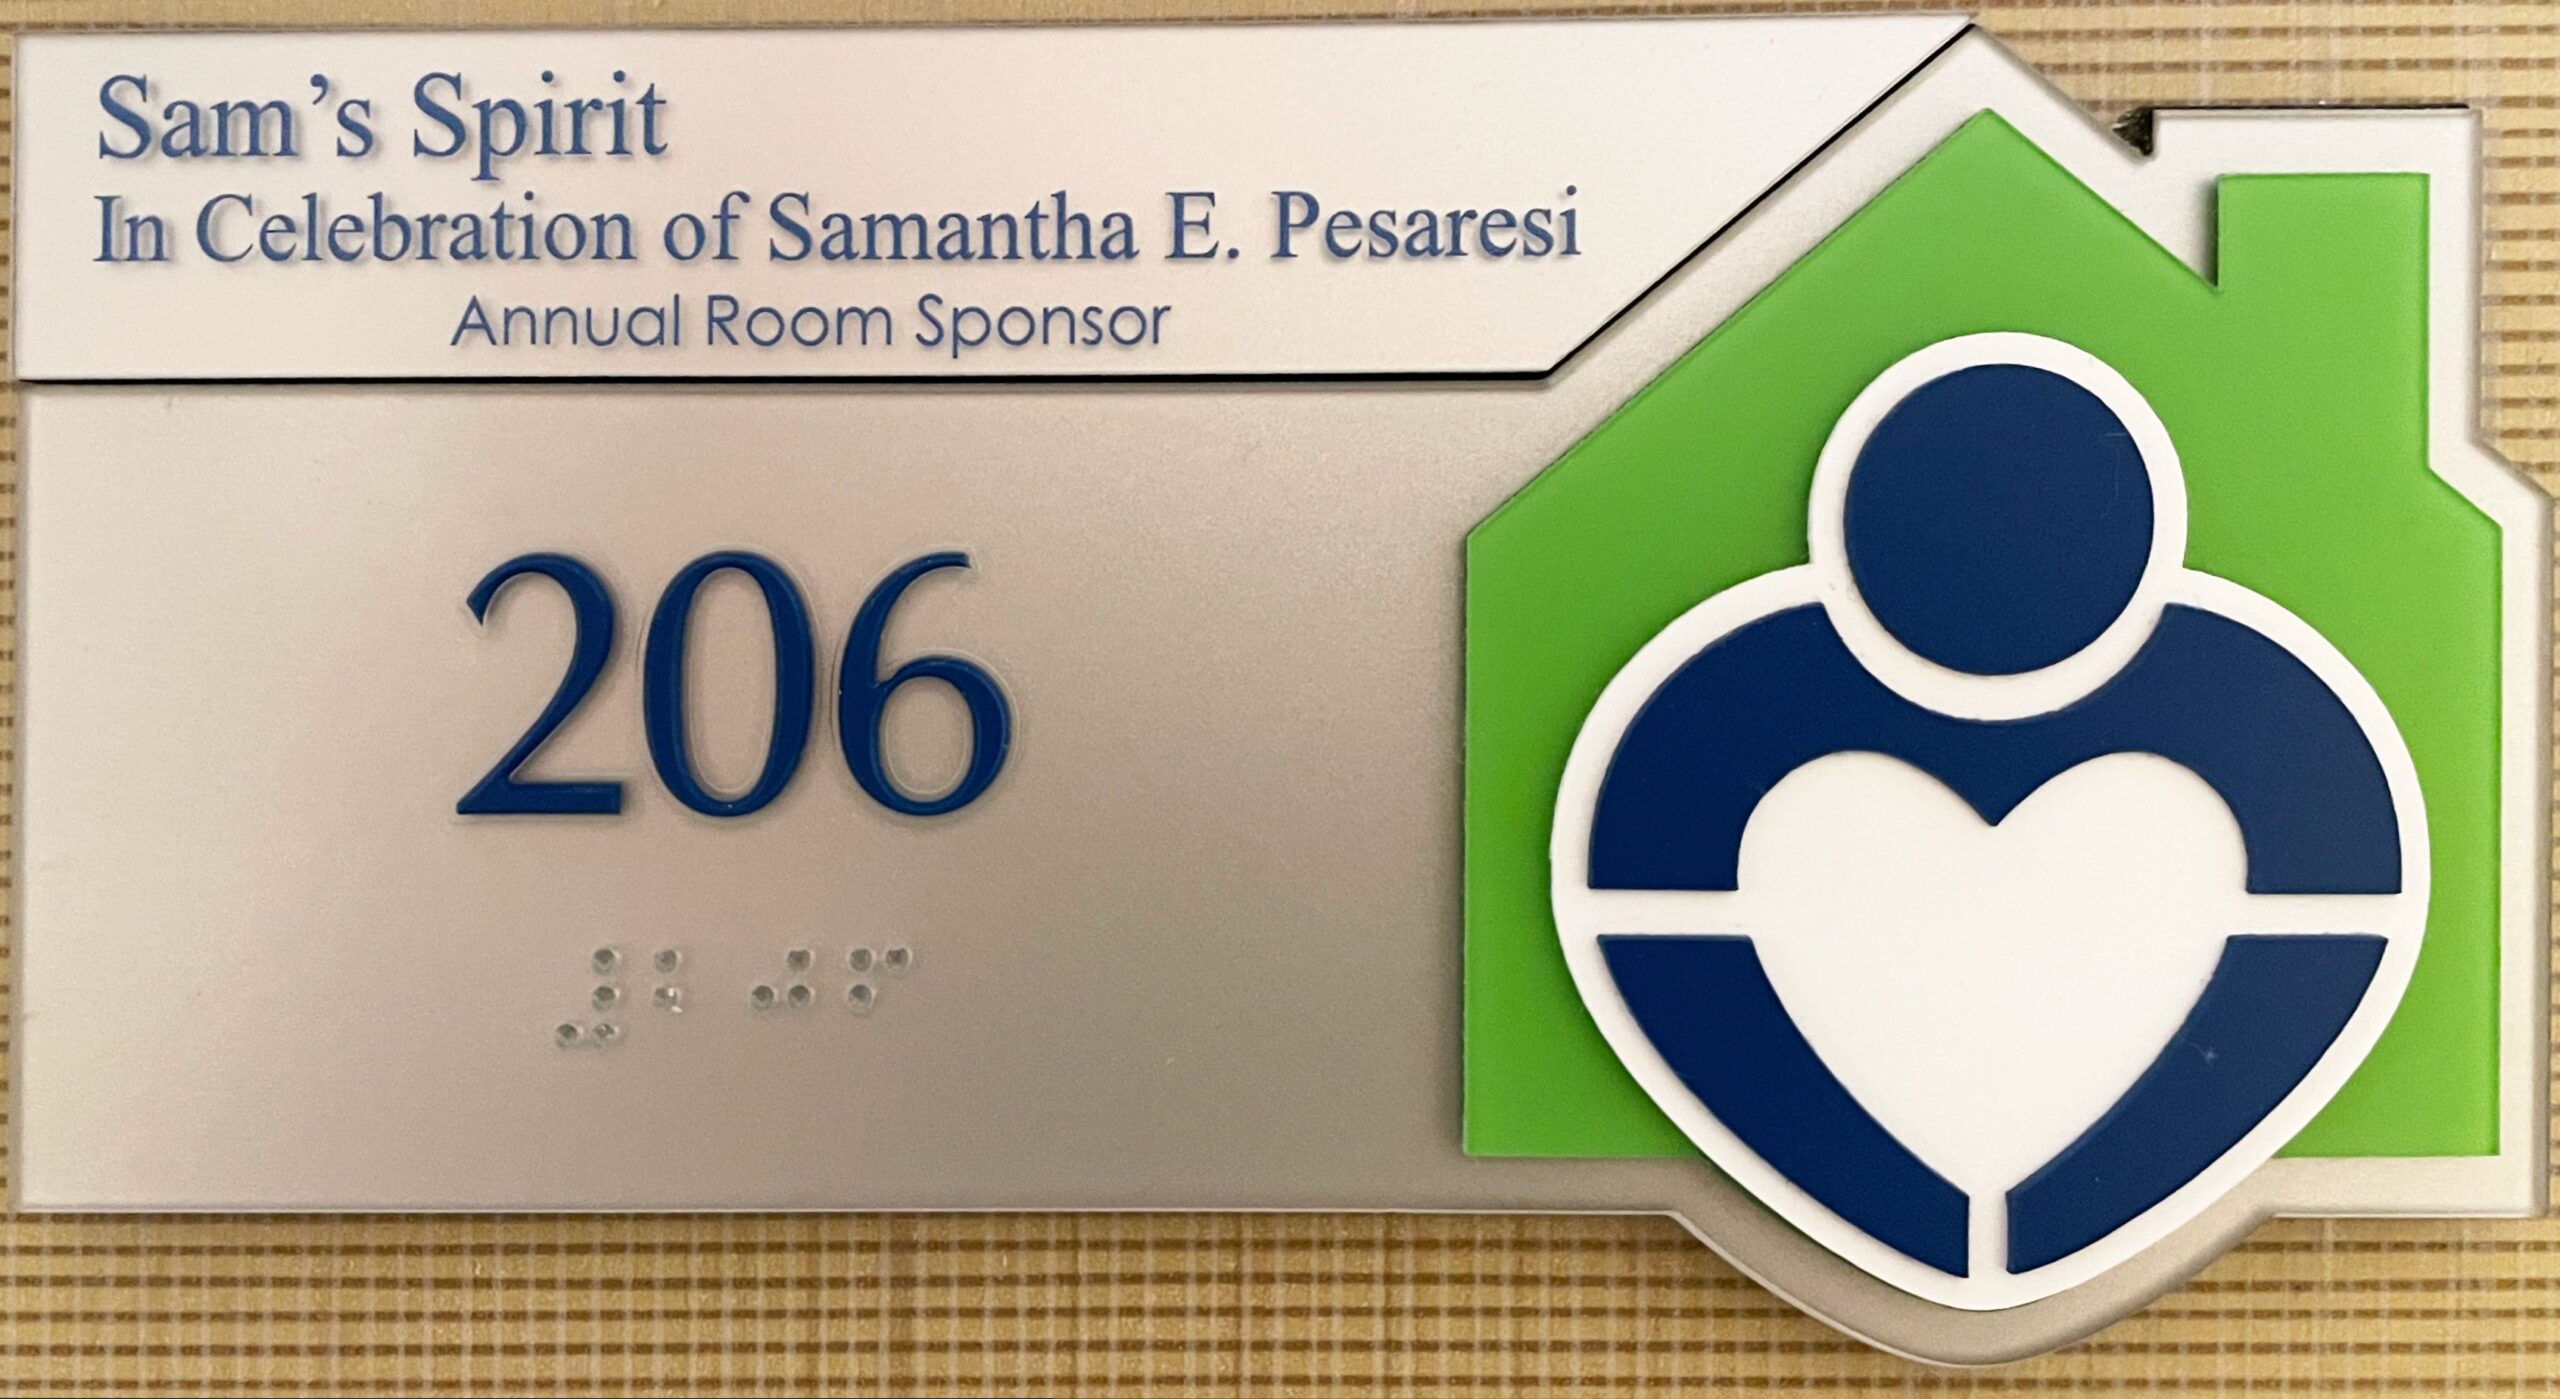 Sam’s Spirit
In Celebration of Samantha E. Pesaresi
Annual Room Sponsor
206
⠼⠃⠚⠋